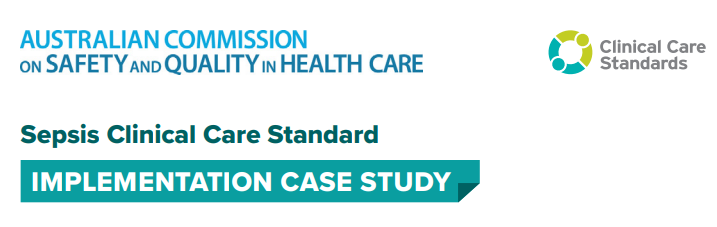 AUSTRALIAN COMMISSION
ON SAFETY AND QUALITY IN HEALTH CARE
Clinical Care
Standards
Sepsis Clinical Care Standard
IMPLEMENTATION CASE STUDY